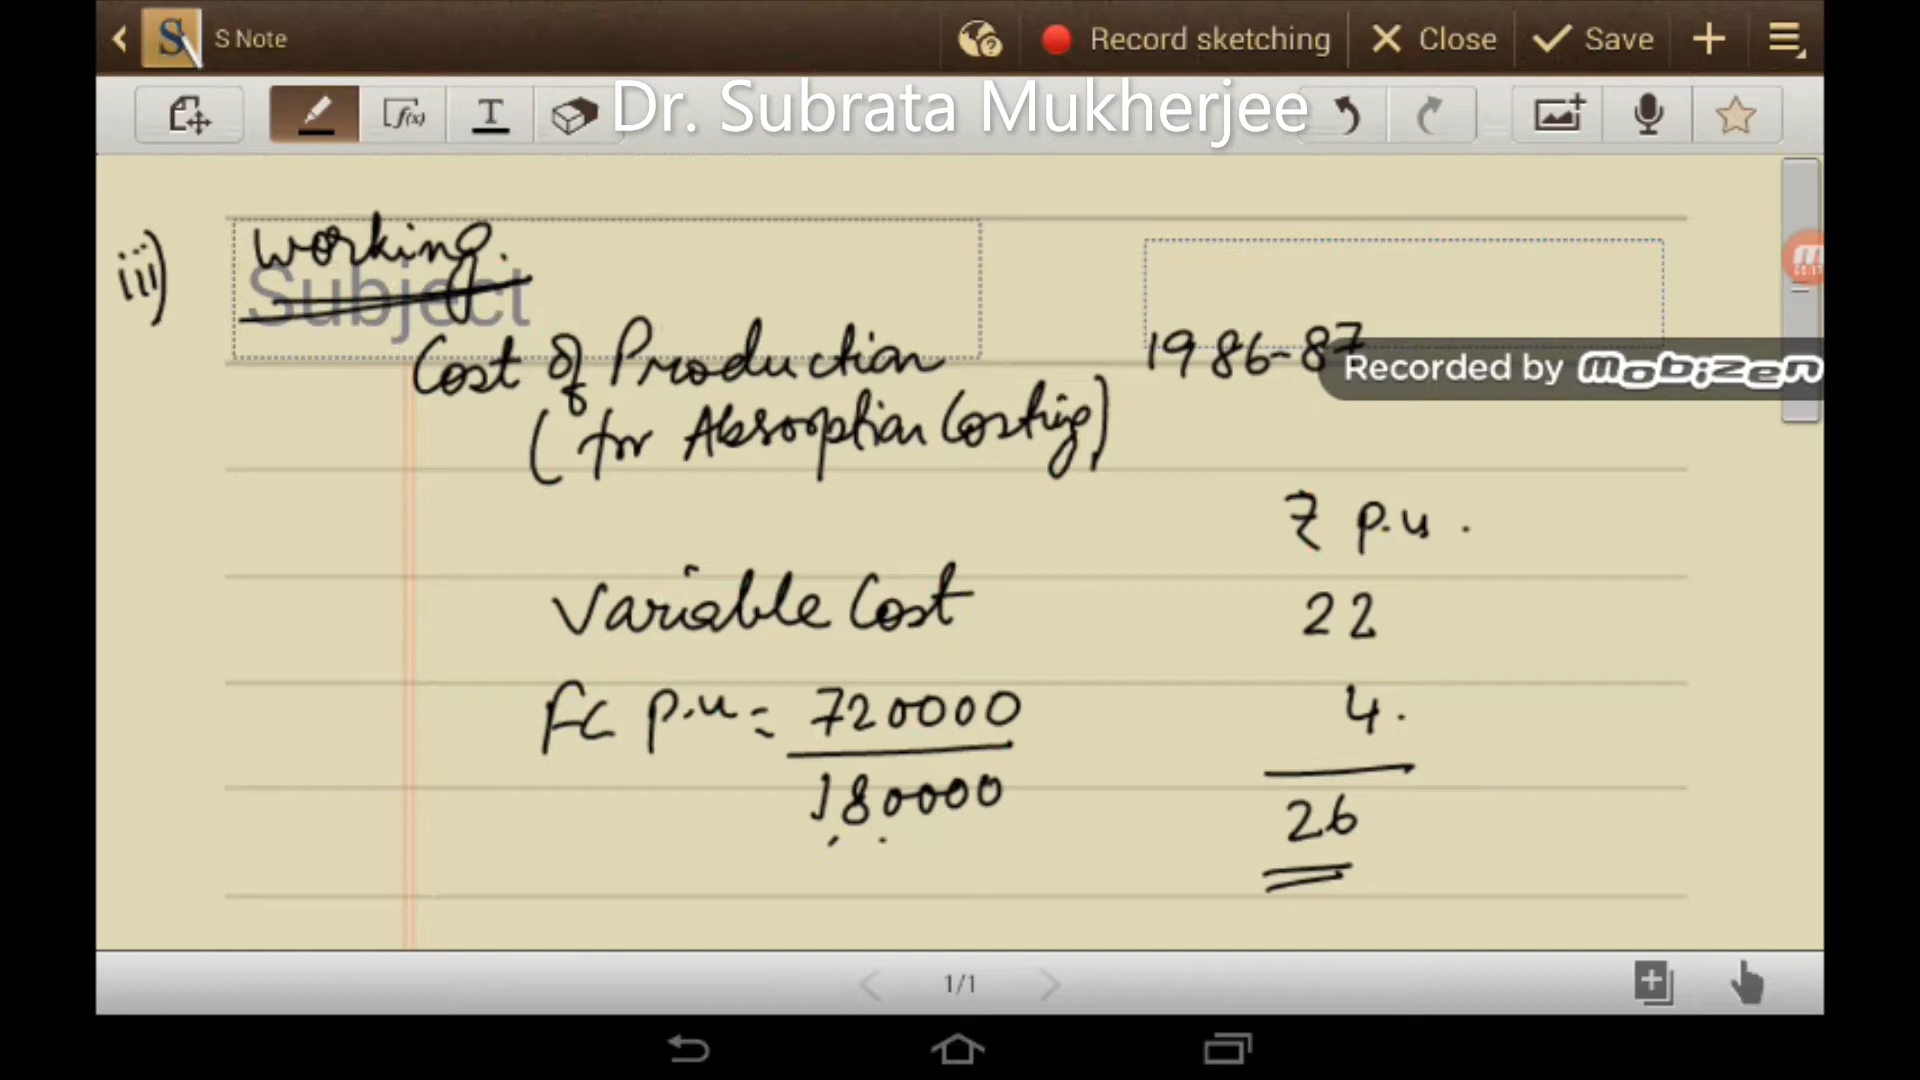 S Note
Record sketching
Close
Save
f(x)
T
Dr. Subrata Mukherjee
iii) Working.
Subject
Cost of Production
(for Absorption Costing)
1986-87
Recorded by mobizen
₹ p.u.
Variable Cost 22
FC p.u. = 720000 4.
180000
26
1/1